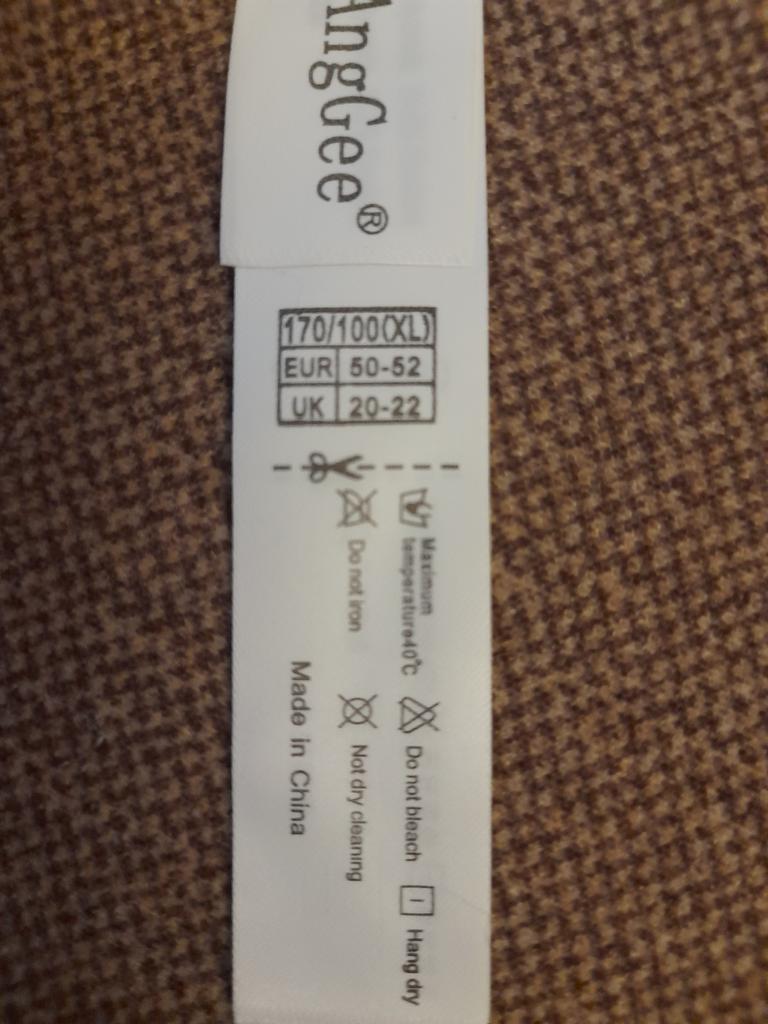 AngGee®
170/100(XL)
EUR 50-52
UK 20-22
Maximum
temperature40℃
Do not bleach
Hang dry
Do not iron
Not dry cleaning
Made in China